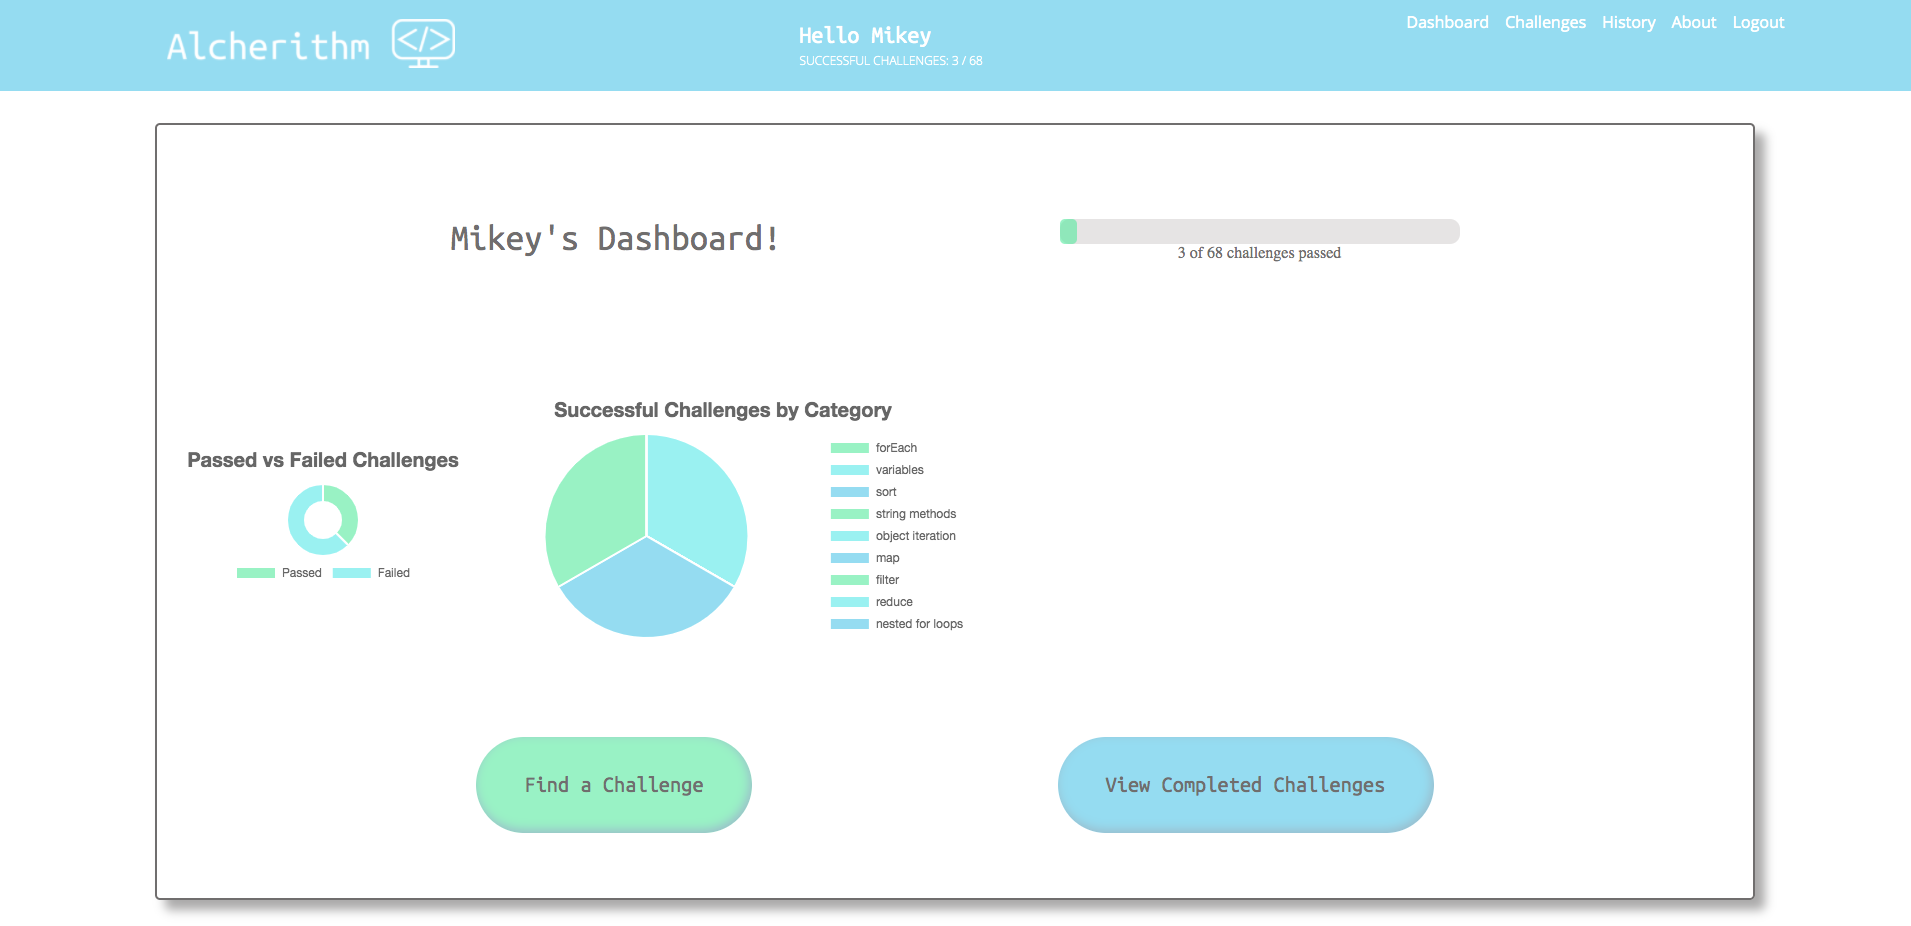 Alcherithm </>
Hello Mikey
SUCCESSFUL CHALLENGES: 3 / 68
Dashboard Challenges History About Logout
Mikey's Dashboard!
3 of 68 challenges passed
Passed vs Failed Challenges
Passed Failed
Successful Challenges by Category
forEach
variables
sort
string methods
object iteration
map
filter
reduce
nested for loops
Find a Challenge
View Completed Challenges